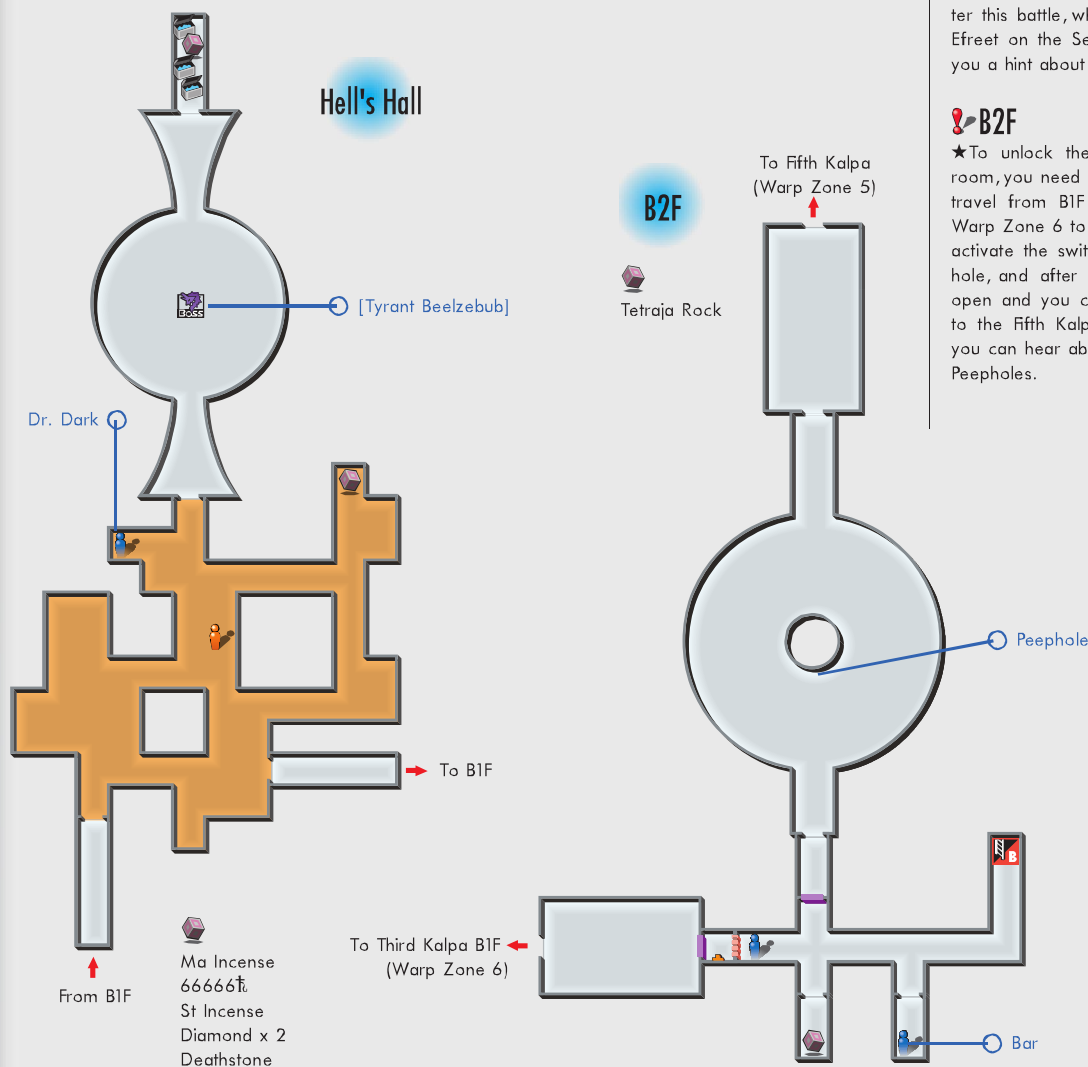 Hell's Hall
BOSS
[Tyrant Beelzebub]
Dr. Dark
To B1F
From B1F
Ma Incense
66666
St Incense
Diamond x 2
Deathstone
B2F
Tetraja Rock
To Fifth Kalpa
(Warp Zone 5)
Peephole
B
To Third Kalpa B1F
(Warp Zone 6)
Bar
ter this battle, wh
Efreet on the Se
you a hint about
B2F
★To unlock the
room, you need
travel from B1F
Warp Zone 6 to
activate the swit
hole, and after
open and you c
to the Fifth Kalp
you can hear ab
Peepholes.